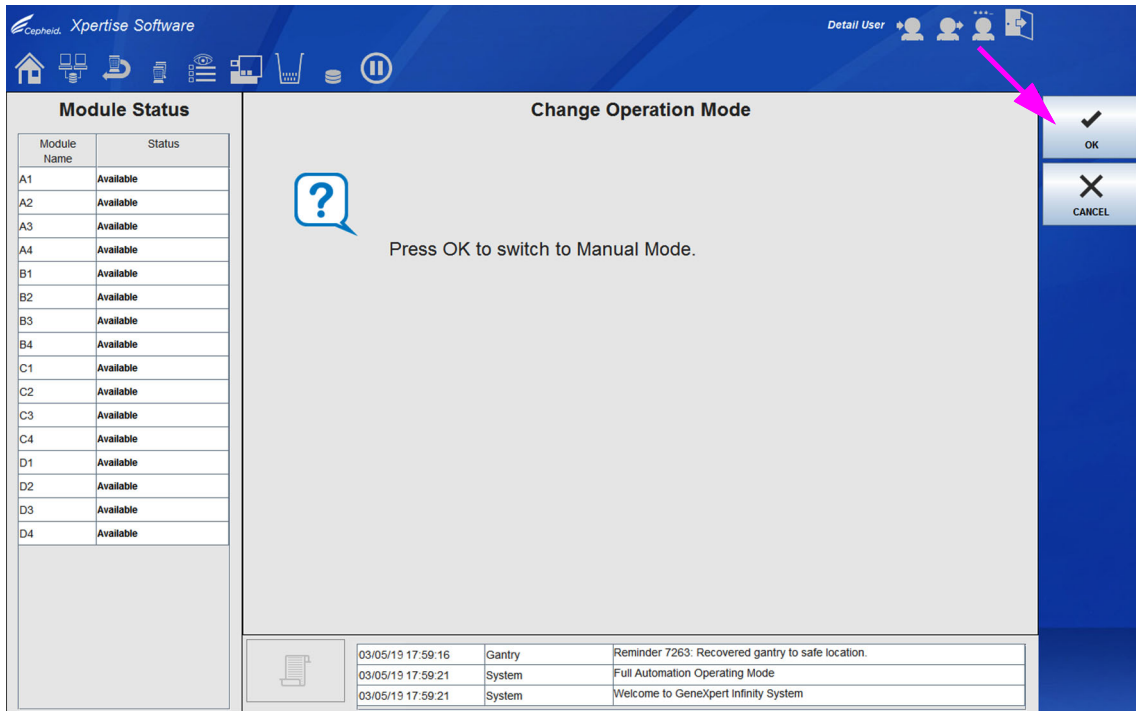 Cepheid. Xpertise Software
Detail User
Module Status
Change Operation Mode
Module Name Status
A1 Available
A2 Available
A3 Available
A4 Available
B1 Available
B2 Available
B3 Available
B4 Available
C1 Available
C2 Available
C3 Available
C4 Available
D1 Available
D2 Available
D3 Available
D4 Available
?
Press OK to switch to Manual Mode.
OK
CANCEL
03/05/19 17:59:16 Gantry Reminder 7263: Recovered gantry to safe location.
03/05/19 17:59:21 System Full Automation Operating Mode
03/05/19 17:59:21 System Welcome to GeneXpert Infinity System